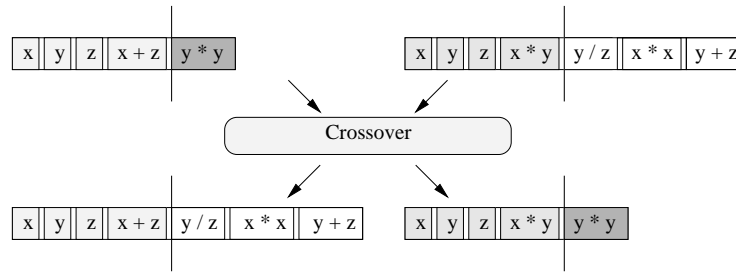 x y z x + z y * y
x y z x * y y / z x * x y + z
Crossover
x y z x + z y / z x * x y + z
x y z x * y y * y